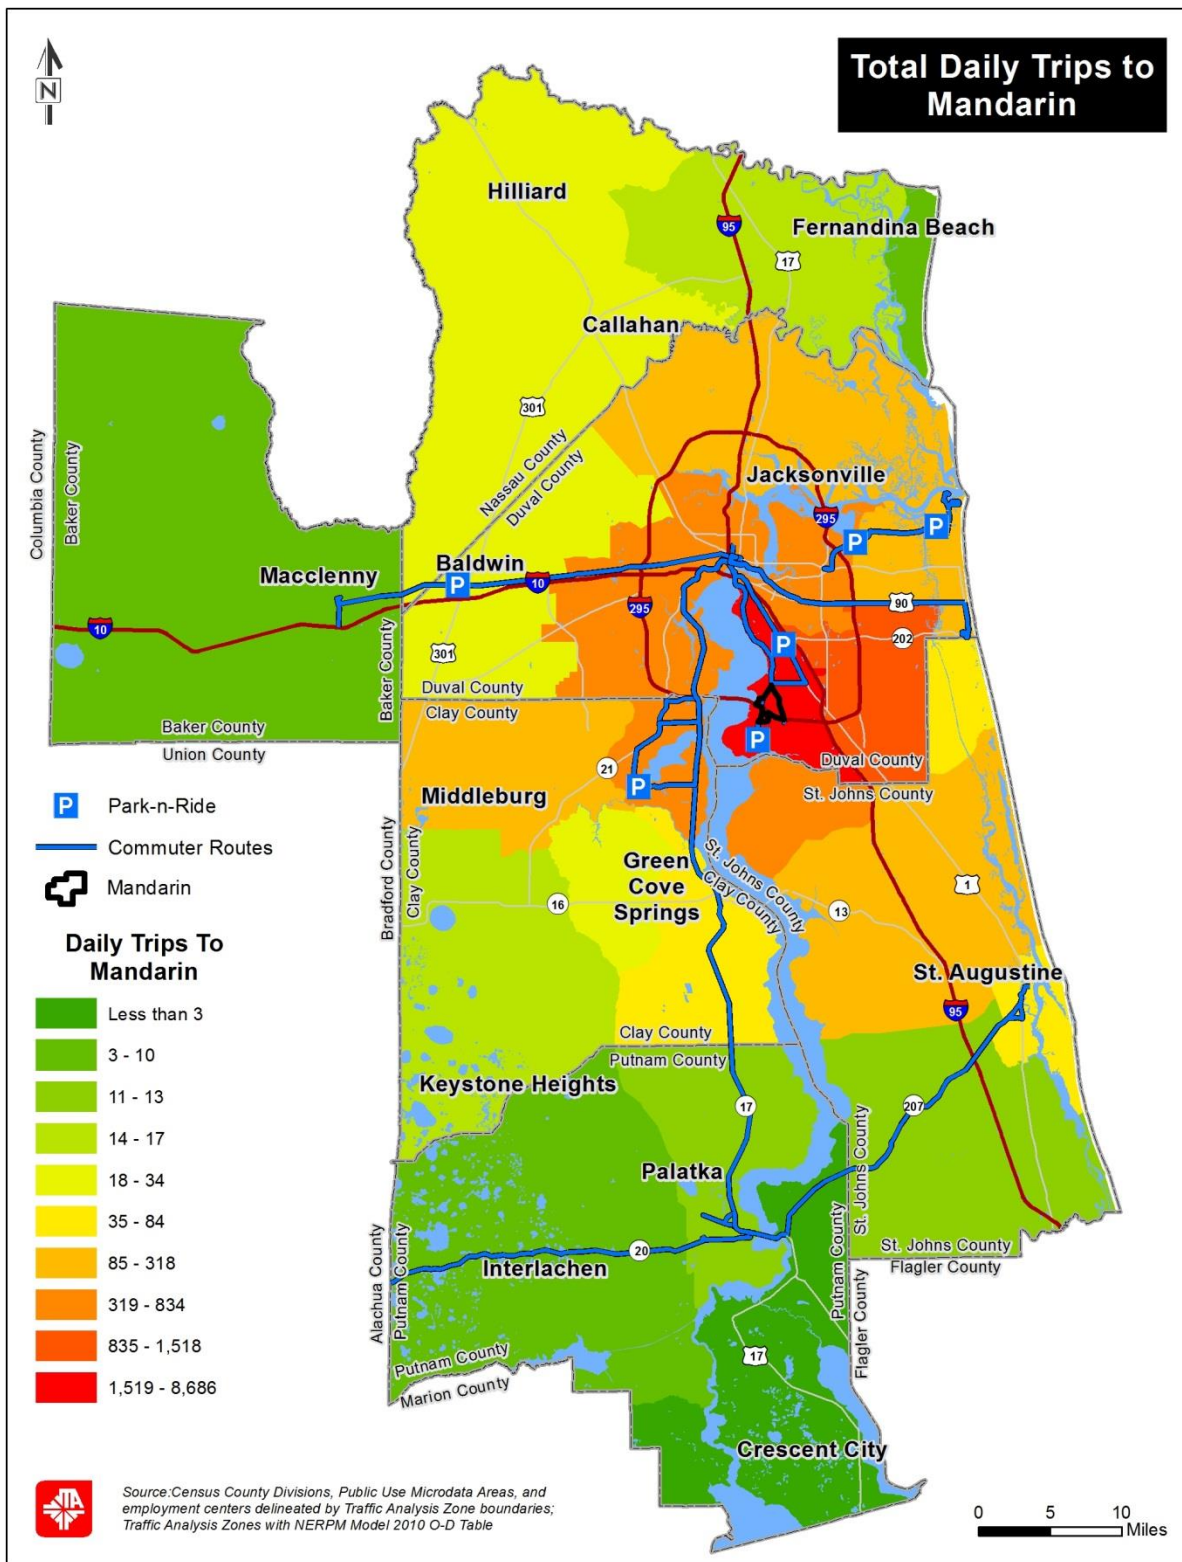 Total Daily Trips to
Mandarin
N
Hilliard
95
Fernandina Beach
17
Callahan
301
Nassau County
Duval County
Columbia County
Baker County
Jacksonville
295
P
P
Baldwin
Macclenny
P
10
295
90
10
P
202
301
Baker County
Duval County
Clay County
Baker County
Union County
P
Duval County
St. Johns County
21
P
Middleburg
P Park-n-Ride
Commuter Routes
Mandarin
Bradford County
Clay County
Green
Cove
Springs
St. Johns County
Clay County
1
16
13
St. Augustine
95
Daily Trips To
Mandarin
Less than 3
3 - 10
11 - 13
14 - 17
18 - 34
35 - 84
85 - 318
319 - 834
835 - 1,518
1,519 - 8,686
Clay County
Putnam County
Keystone Heights
17
207
Palatka
St. Johns County
Putnam County
Alachua County
Putnam County
20
Interlachen
St. Johns County
Flagler County
Flagler County
Putnam County
Marion County
17
Crescent City
JTA
Source:Census County Divisions, Public Use Microdata Areas, and
employment centers delineated by Traffic Analysis Zone boundaries;
Traffic Analysis Zones with NERPM Model 2010 O-D Table
0 5 10
Miles